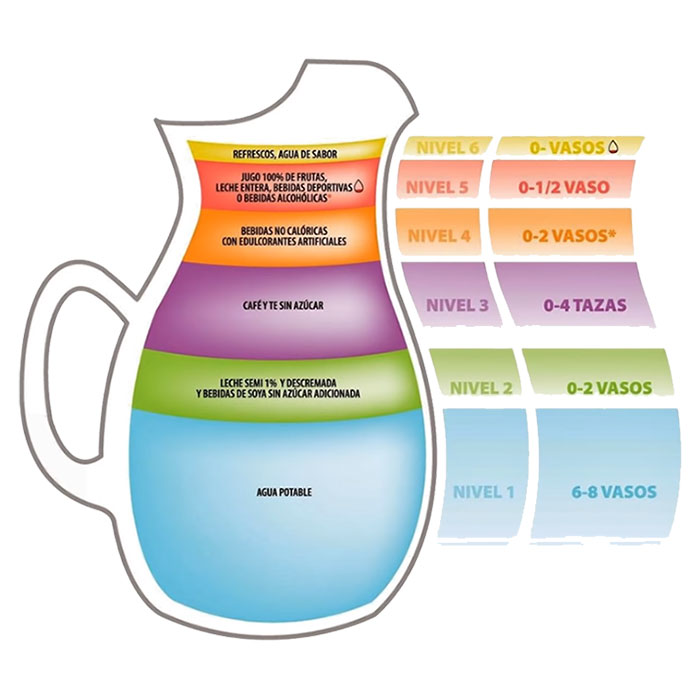 REFRESCOS, AGUA DE SABOR
NIVEL 6
0- VASOS
JUGO 100% DE FRUTAS,
LECHE ENTERA, BEBIDAS DEPORTIVAS
O BEBIDAS ALCOHÓLICAS*
NIVEL 5
0-1/2 VASO
BEBIDAS NO CALÓRICAS
CON EDULCORANTES ARTIFICIALES
NIVEL 4
0-2 VASOS*
CAFÉ Y TE SIN AZÚCAR
NIVEL 3
0-4 TAZAS
LECHE SEMI 1% Y DESCREMADA
Y BEBIDAS DE SOYA SIN AZÚCAR ADICIONADA
NIVEL 2
0-2 VASOS
AGUA POTABLE
NIVEL 1
6-8 VASOS